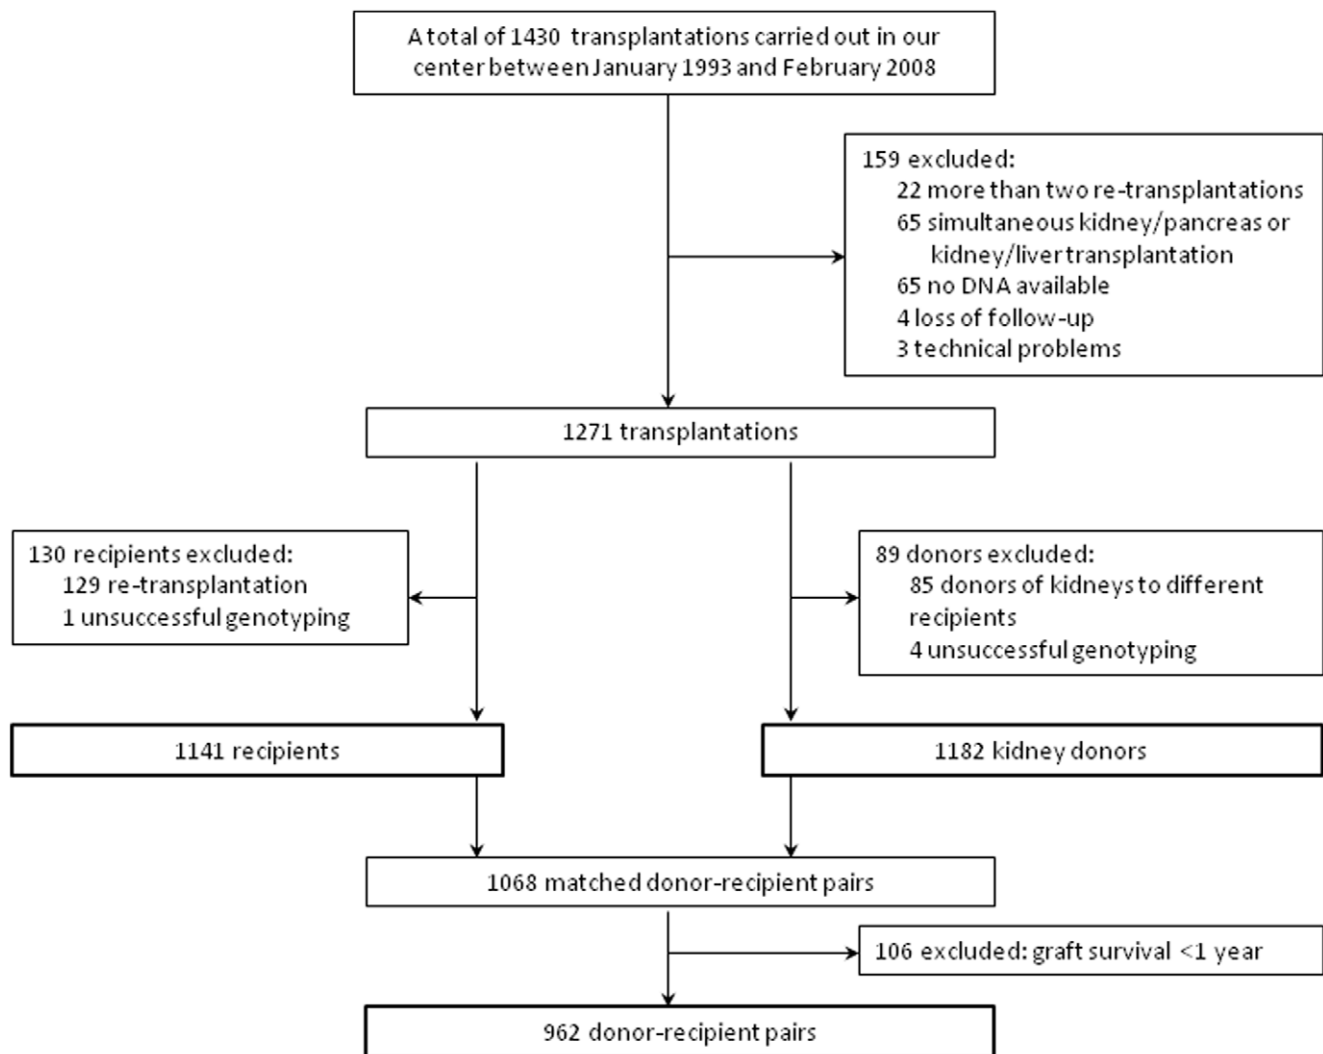 A total of 1430 transplantations carried out in our
center between January 1993 and February 2008
159 excluded:
22 more than two re-transplantations
65 simultaneous kidney/pancreas or
kidney/liver transplantation
65 no DNA available
4 loss of follow-up
3 technical problems
1271 transplantations
130 recipients excluded:
129 re-transplantation
1 unsuccessful genotyping
89 donors excluded:
85 donors of kidneys to different
recipients
4 unsuccessful genotyping
1141 recipients
1182 kidney donors
1068 matched donor-recipient pairs
106 excluded: graft survival <1 year
962 donor-recipient pairs